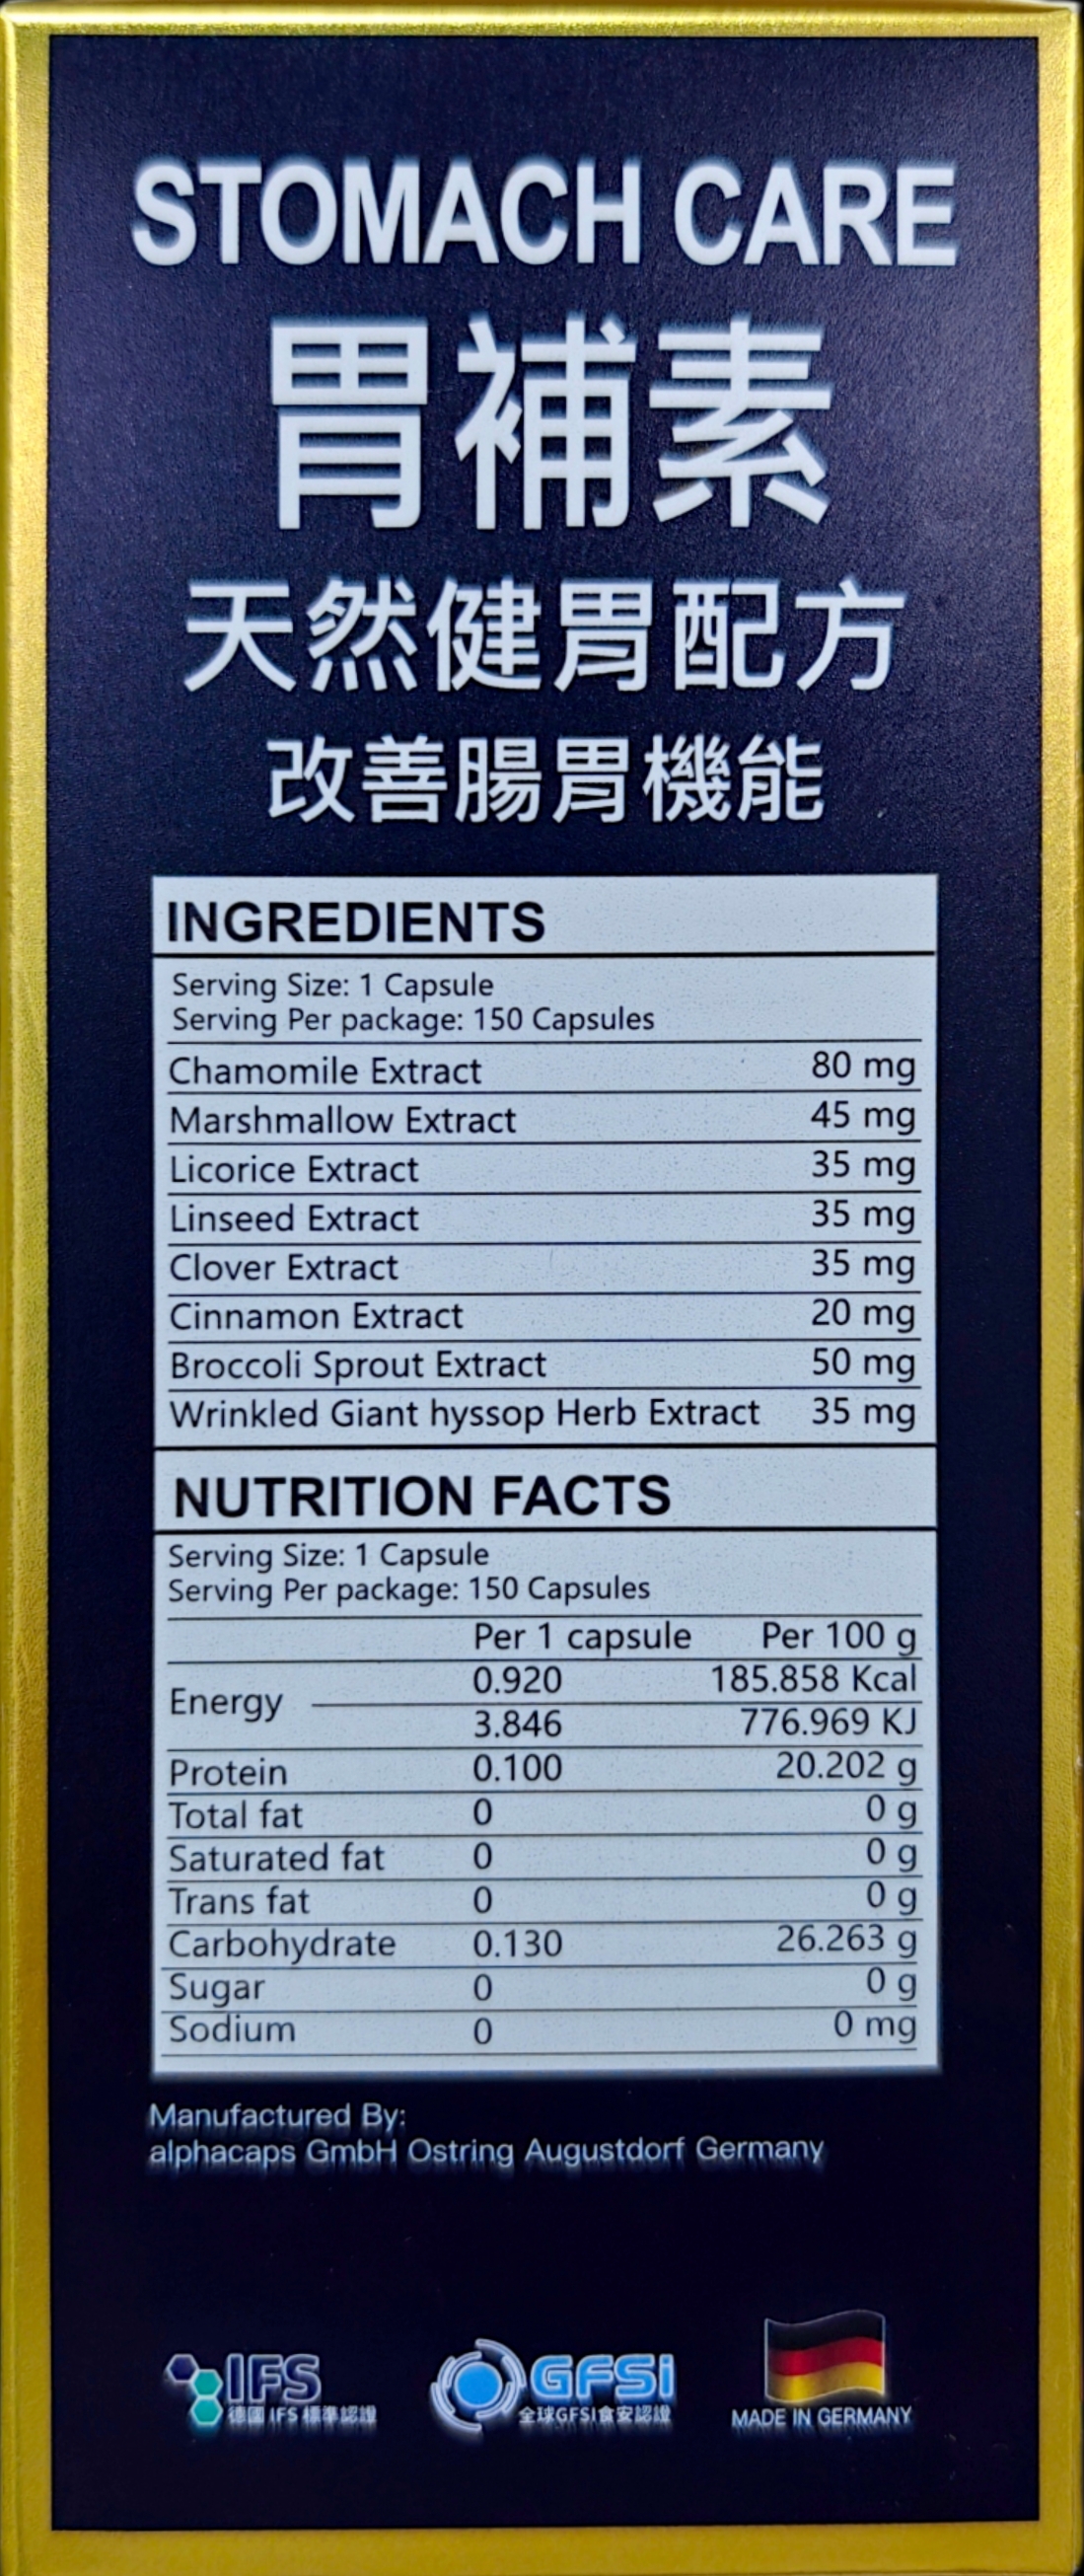 STOMACH CARE
胃補素
天然健胃配方
改善腸胃機能
INGREDIENTS
Serving Size: 1 Capsule
Serving Per package: 150 Capsules
Chamomile Extract 80 mg
Marshmallow Extract 45 mg
Licorice Extract 35 mg
Linseed Extract 35 mg
Clover Extract 35 mg
Cinnamon Extract 20 mg
Broccoli Sprout Extract 50 mg
Wrinkled Giant hyssop Herb Extract 35 mg
NUTRITION FACTS
Serving Size: 1 Capsule
Serving Per package: 150 Capsules
Per 1 capsule Per 100 g
Energy 0.920 185.858 Kcal
3.846 776.969 KJ
Protein 0.100 20.202 g
Total fat 0 0 g
Saturated fat 0 0 g
Trans fat 0 0 g
Carbohydrate 0.130 26.263 g
Sugar 0 0 g
Sodium 0 0 mg
Manufactured By:
alphacaps GmbH Ostring Augustdorf Germany
IFS
德國 IFS 標準認證
GFSi
全球GFSI食安認證
MADE IN GERMANY